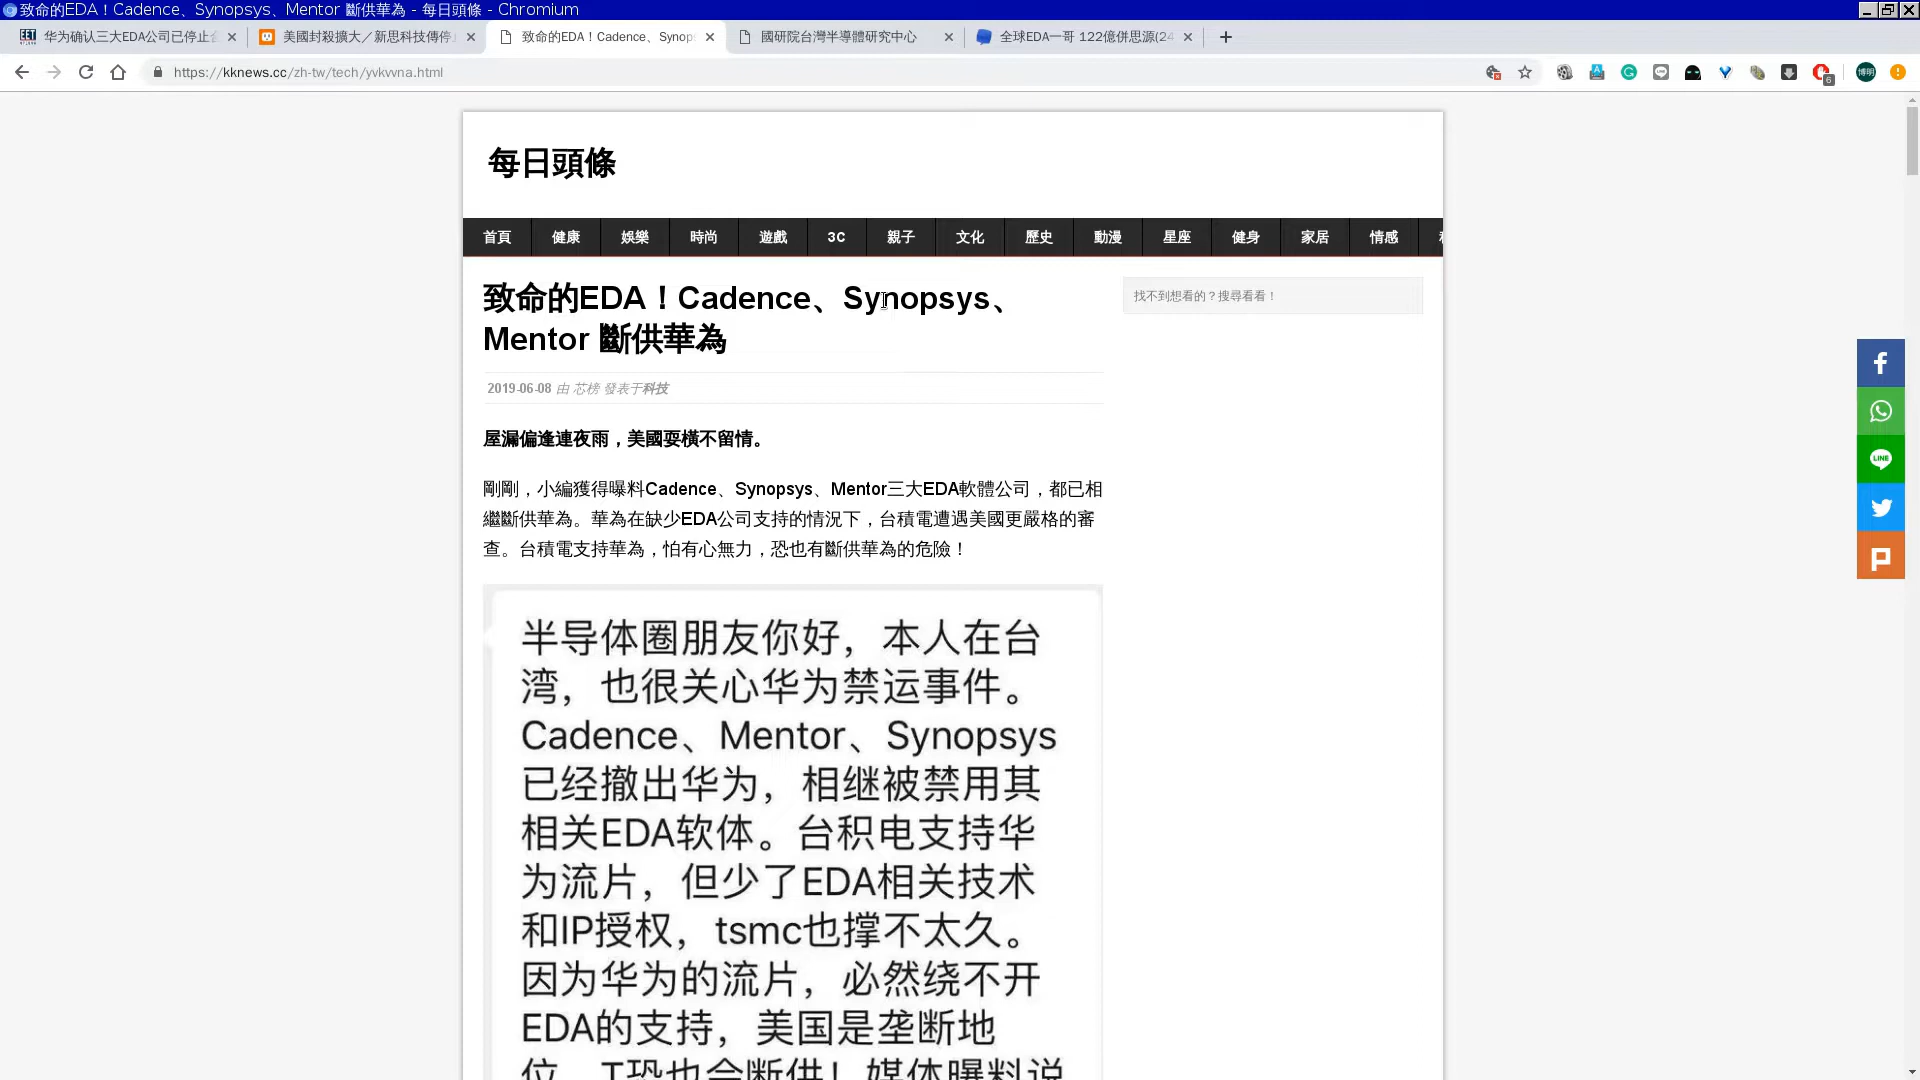 致命的EDA！Cadence、Synopsys、Mentor 斷供華為 - 每日頭條 - Chromium
华为确认三大EDA公司已停止合
美國封殺擴大／新思科技傳停
致命的EDA！Cadence、Synops
國研院台灣半導體研究中心
全球EDA一哥 122億併思源(24
https://kknews.cc/zh-tw/tech/yvkvvna.html
6
博明
每日頭條
首頁 健康 娛樂 時尚 遊戲 3C 親子 文化 歷史 動漫 星座 健身 家居 情感
致命的EDA！Cadence、Synopsys、
Mentor 斷供華為
找不到想看的？搜尋看看！
2019-06-08 由 芯榜 發表于科技
屋漏偏逢連夜雨，美國耍橫不留情。
剛剛，小編獲得曝料Cadence、Synopsys、Mentor三大EDA軟體公司，都已相
繼斷供華為。華為在缺少EDA公司支持的情況下，台積電遭遇美國更嚴格的審
查。台積電支持華為，怕有心無力，恐也有斷供華為的危險！
半导体圈朋友你好，本人在台
湾，也很关心华为禁运事件。
Cadence、Mentor、Synopsys
已经撤出华为，相继被禁用其
相关EDA软体。台积电支持华
为流片，但少了EDA相关技术
和IP授权，tsmc也撑不太久。
因为华为的流片，必然绕不开
EDA的支持，美国是垄断地
位，T恐也会断供！媒体曝料说
LINE